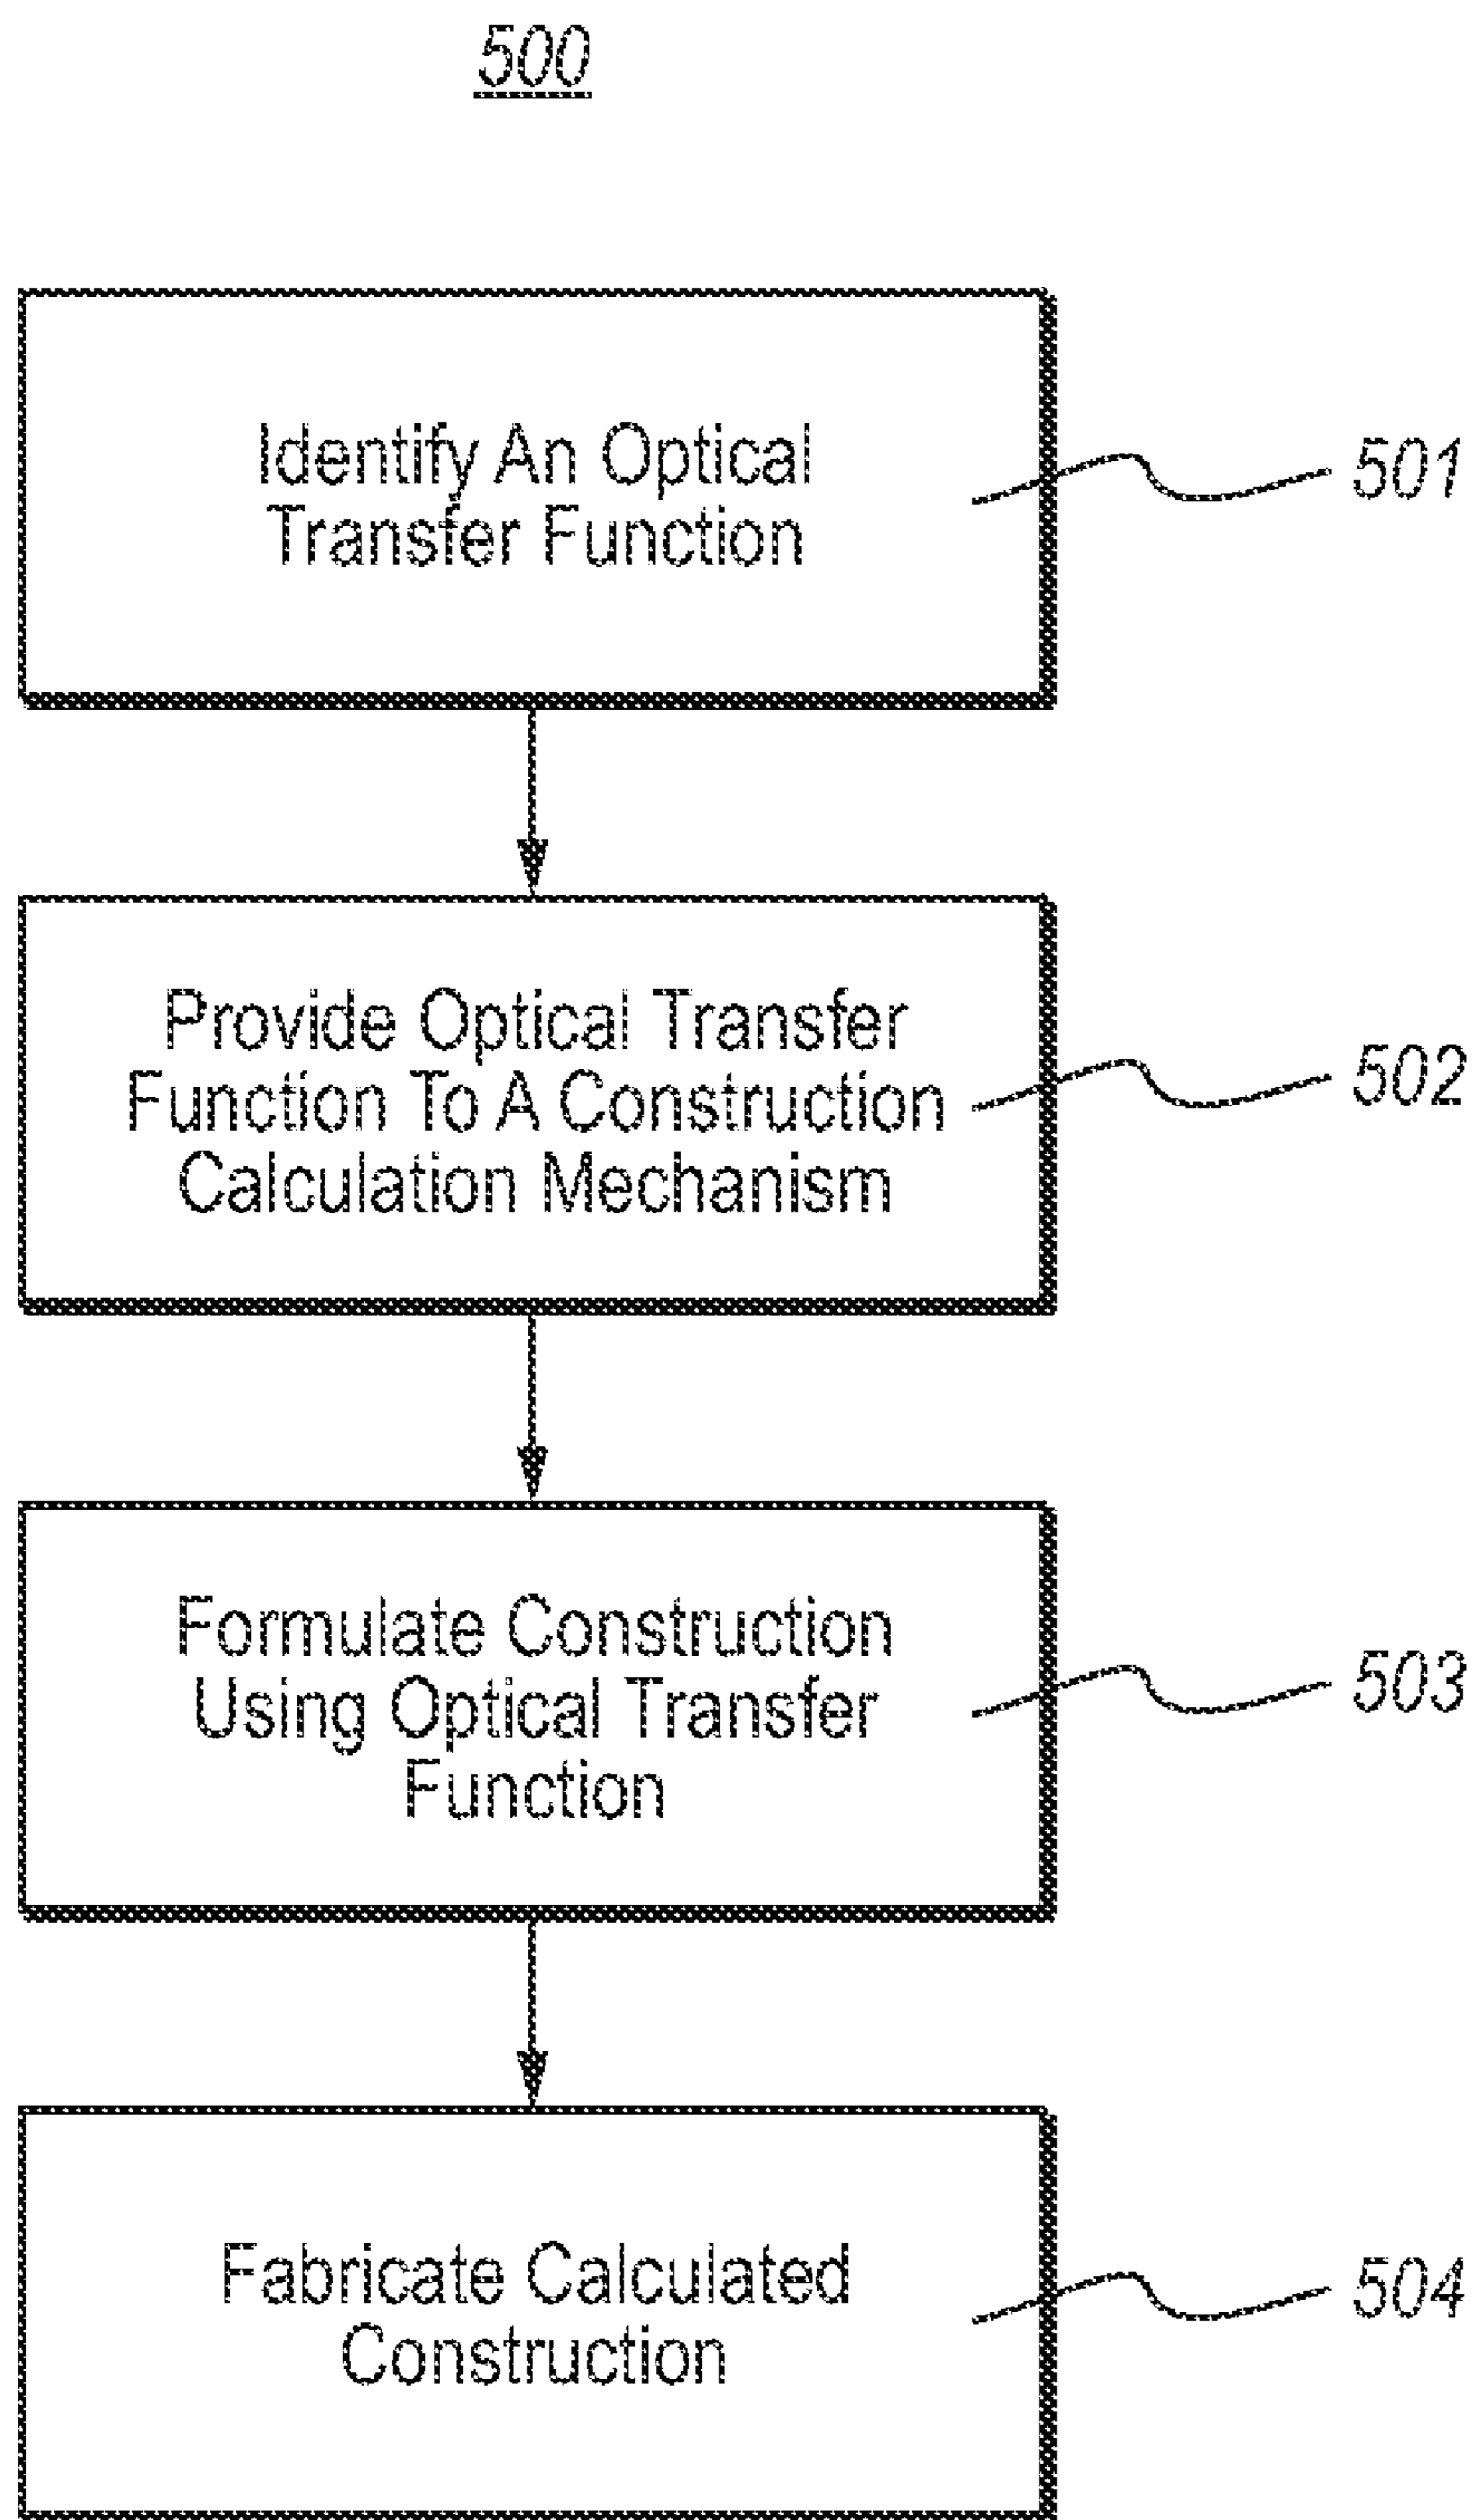 500
Identify An Optical
Transfer Function
501
Provide Optical Transfer
Function To A Construction
Calculation Mechanism
502
Formulate Construction
Using Optical Transfer
Function
503
Fabricate Calculated
Construction
504